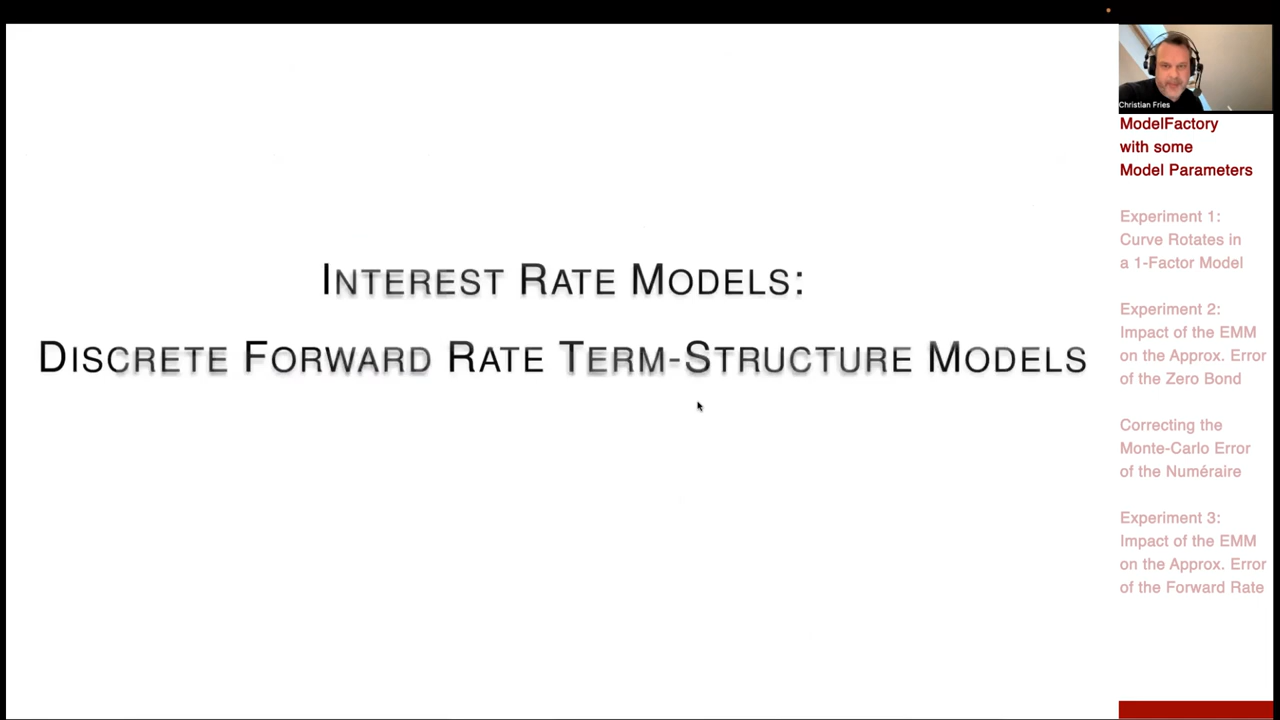 INTEREST RATE MODELS:
DISCRETE FORWARD RATE TERM-STRUCTURE MODELS
Christian Fries
ModelFactory
with some
Model Parameters
Experiment 1:
Curve Rotates in
a 1-Factor Model
Experiment 2:
Impact of the EMM
on the Approx. Error
of the Zero Bond
Correcting the
Monte-Carlo Error
of the Numéraire
Experiment 3:
Impact of the EMM
on the Approx. Error
of the Forward Rate